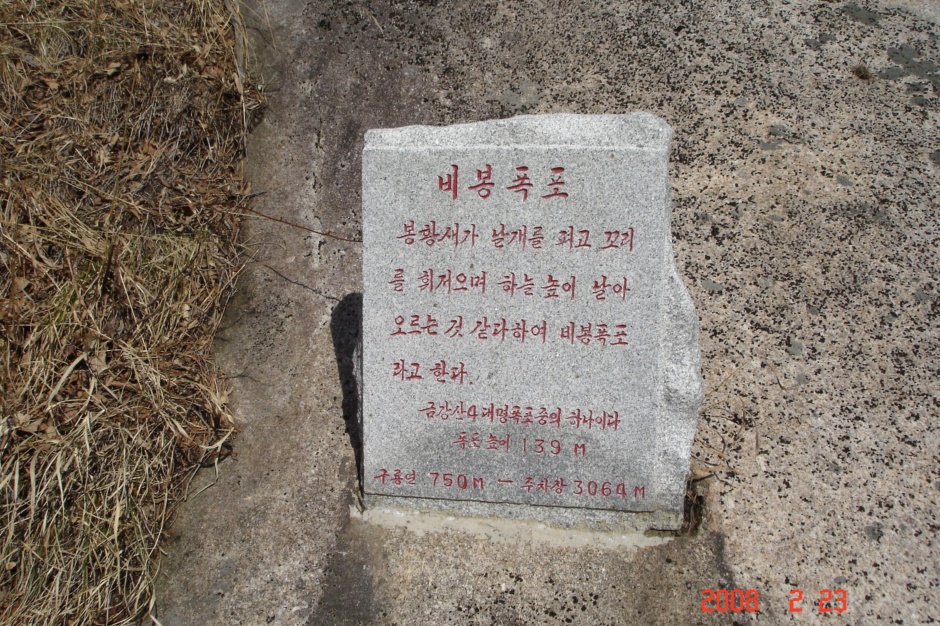 비봉폭포
봉황새가 날개를 펴고 꼬리
를 휘저으며 하늘 높이 날아
오르는 것 같다하여 비봉폭포
라고 한다.
금강산4대명폭포중의 하나이다
폭포높이 139 M
구룡연 750M — 주차장 3064M
2008 2 23